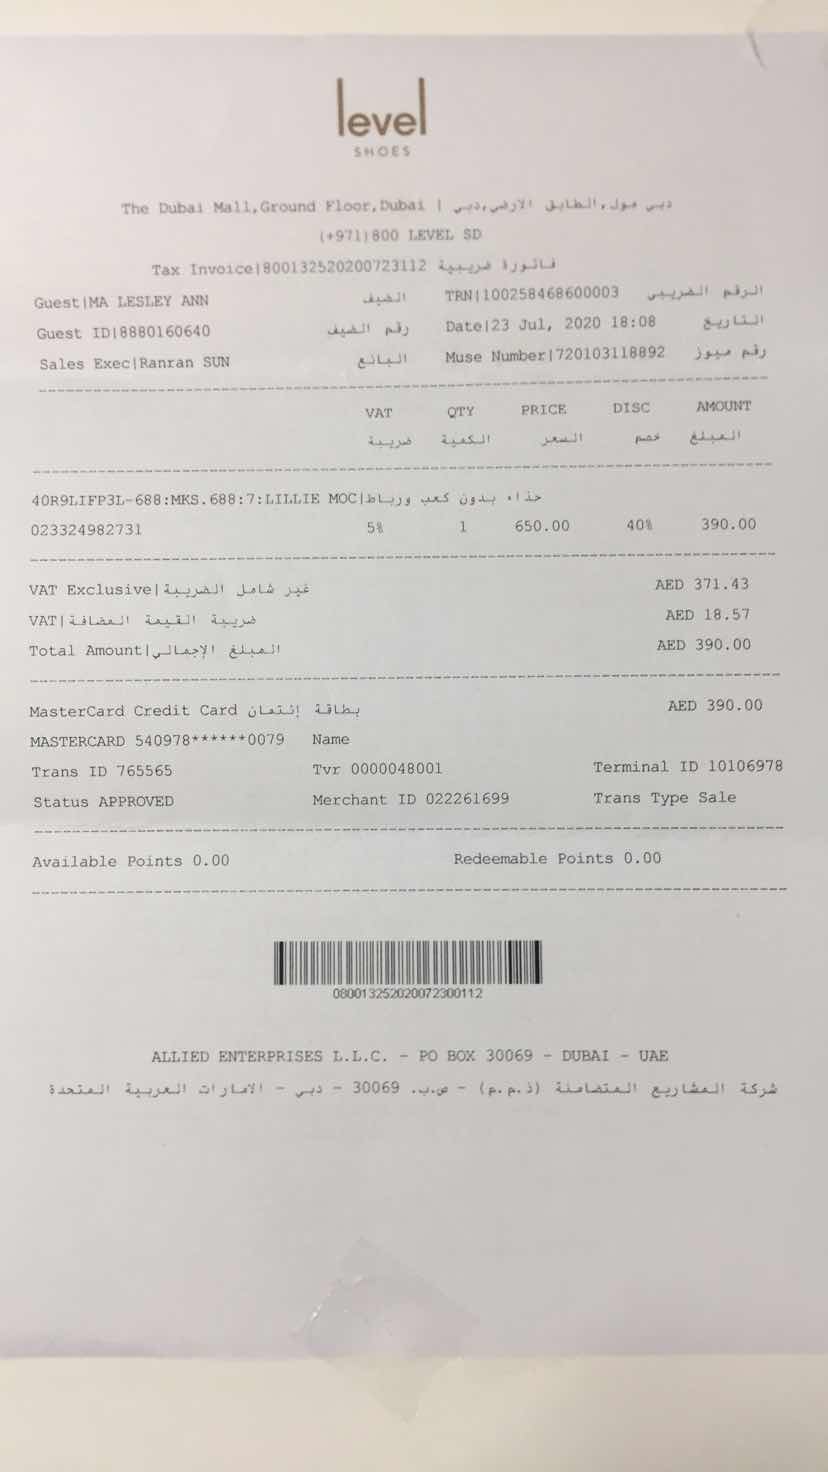 level
SHOES
The Dubai Mall,Ground Floor,Dubai | دبي مول,الطابق الارضي,دبي
(+971)800 LEVEL SD
Tax Invoice|800132520200723112 فاتورة ضريبية
Guest|MA LESLEY ANN الضيف TRN|100258468600003 الرقم الضريبي
Guest ID|8880160640 رقم الضيف Date|23 Jul, 2020 18:08 التاريخ
Sales Exec|Ranran SUN البائع Muse Number|720103118892 رقم ميوز
VAT QTY PRICE DISC AMOUNT
ضريبة الكمية السعر خصم المبلغ
40R9LIFP3L-688:MKS.688:7:LILLIE MOC|حذاء بدون كعب ورباط
023324982731 5% 1 650.00 40% 390.00
VAT Exclusive|غير شامل الضريبة AED 371.43
VAT|ضريبة القيمة المضافة AED 18.57
Total Amount|المبلغ الإجمالي AED 390.00
MasterCard Credit Card بطاقة إئتمان AED 390.00
MASTERCARD 540978******0079 Name
Trans ID 765565 Tvr 0000048001 Terminal ID 10106978
Status APPROVED Merchant ID 022261699 Trans Type Sale
Available Points 0.00 Redeemable Points 0.00
080013252020072300112
ALLIED ENTERPRISES L.L.C. - PO BOX 30069 - DUBAI - UAE
شركة المشاريع المتضامنة (ذ.م.م) - ص.ب. 30069 - دبي - الامارات العربية المتحدة